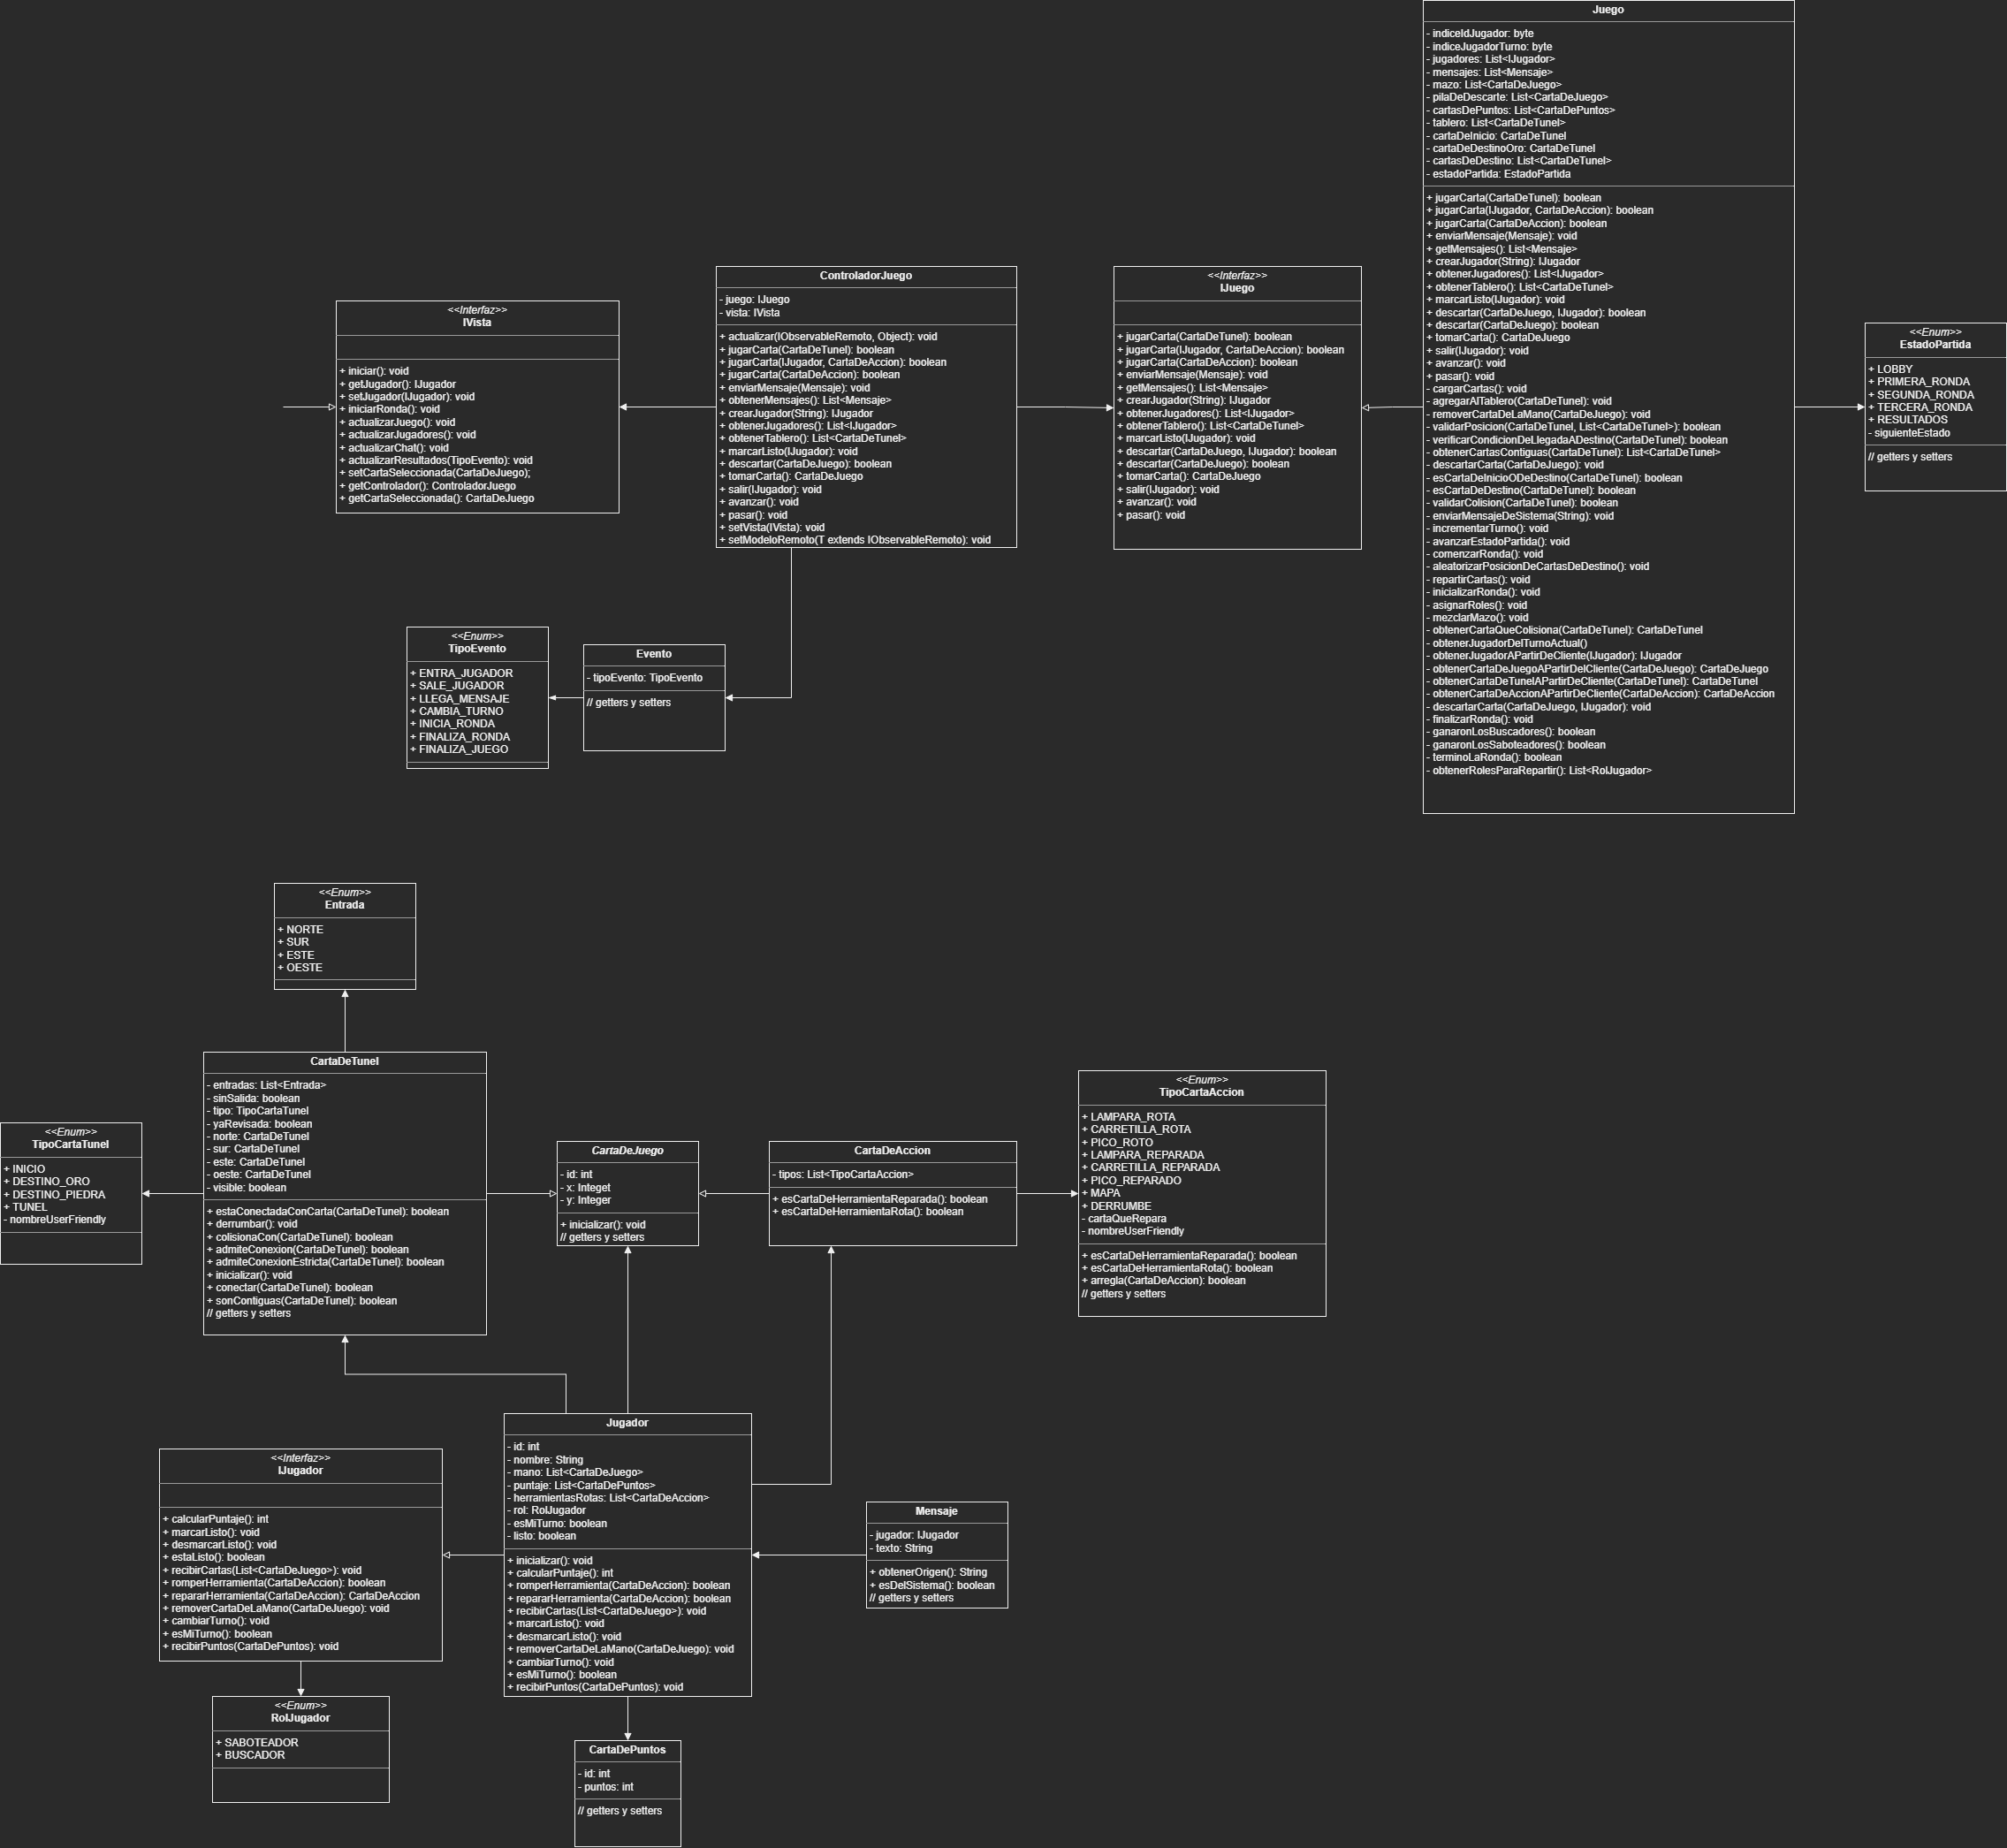 Juego
- indiceIdJugador: byte
- indiceJugadorTurno: byte
- jugadores: List<IJugador>
- mensajes: List<Mensaje>
- mazo: List<CartaDeJuego>
- pilaDeDescarte: List<CartaDeJuego>
- cartasDePuntos: List<CartaDePuntos>
- tablero: List<CartaDeTunel>
- cartaDeInicio: CartaDeTunel
- cartaDeDestinoOro: CartaDeTunel
- cartasDeDestino: List<CartaDeTunel>
- estadoPartida: EstadoPartida
+ jugarCarta(CartaDeTunel): boolean
+ jugarCarta(IJugador, CartaDeAccion): boolean
+ jugarCarta(CartaDeAccion): boolean
+ enviarMensaje(Mensaje): void
+ getMensajes(): List<Mensaje>
+ crearJugador(String): IJugador
+ obtenerJugadores(): List<IJugador>
+ obtenerTablero(): List<CartaDeTunel>
+ marcarListo(IJugador): void
+ descartar(CartaDeJuego, IJugador): boolean
+ descartar(CartaDeJuego): boolean
+ tomarCarta(): CartaDeJuego
+ salir(IJugador): void
+ avanzar(): void
+ pasar(): void
- cargarCartas(): void
- agregarAlTablero(CartaDeTunel): void
- removerCartaDeLaMano(CartaDeJuego): void
- validarPosicion(CartaDeTunel, List<CartaDeTunel>): boolean
- verificarCondicionDeLlegadaADestino(CartaDeTunel): boolean
- obtenerCartasContiguas(CartaDeTunel): List<CartaDeTunel>
- descartarCarta(CartaDeJuego): void
- esCartaDeInicioODeDestino(CartaDeTunel): boolean
- esCartaDeDestino(CartaDeTunel): boolean
- validarColision(CartaDeTunel): boolean
- enviarMensajeDeSistema(String): void
- incrementarTurno(): void
- avanzarEstadoPartida(): void
- comenzarRonda(): void
- aleatorizarPosicionDeCartasDeDestino(): void
- repartirCartas(): void
- inicializarRonda(): void
- asignarRoles(): void
- mezclarMazo(): void
- obtenerCartaQueColisiona(CartaDeTunel): CartaDeTunel
- obtenerJugadorDelTurnoActual()
- obtenerJugadorAPartirDeCliente(IJugador): IJugador
- obtenerCartaDeJuegoAPartirDelCliente(CartaDeJuego): CartaDeJuego
- obtenerCartaDeTunelAPartirDeCliente(CartaDeTunel): CartaDeTunel
- obtenerCartaDeAccionAPartirDeCliente(CartaDeAccion): CartaDeAccion
- descartarCarta(CartaDeJuego, IJugador): void
- finalizarRonda(): void
- ganaronLosBuscadores(): boolean
- ganaronLosSaboteadores(): boolean
- terminoLaRonda(): boolean
- obtenerRolesParaRepartir(): List<RolJugador>
<<Interfaz>>
IVista
+ iniciar(): void
+ getJugador(): IJugador
+ setJugador(IJugador): void
+ iniciarRonda(): void
+ actualizarJuego(): void
+ actualizarJugadores(): void
+ actualizarChat(): void
+ actualizarResultados(TipoEvento): void
+ setCartaSeleccionada(CartaDeJuego);
+ getControlador(): ControladorJuego
+ getCartaSeleccionada(): CartaDeJuego
ControladorJuego
- juego: IJuego
- vista: IVista
+ actualizar(IObservableRemoto, Object): void
+ jugarCarta(CartaDeTunel): boolean
+ jugarCarta(IJugador, CartaDeAccion): boolean
+ jugarCarta(CartaDeAccion): boolean
+ enviarMensaje(Mensaje): void
+ obtenerMensajes(): List<Mensaje>
+ crearJugador(String): IJugador
+ obtenerJugadores(): List<IJugador>
+ obtenerTablero(): List<CartaDeTunel>
+ marcarListo(IJugador): void
+ descartar(CartaDeJuego): boolean
+ tomarCarta(): CartaDeJuego
+ salir(IJugador): void
+ avanzar(): void
+ pasar(): void
+ setVista(IVista): void
+ setModeloRemoto(T extends IObservableRemoto): void
<<Interfaz>>
IJuego
+ jugarCarta(CartaDeTunel): boolean
+ jugarCarta(IJugador, CartaDeAccion): boolean
+ jugarCarta(CartaDeAccion): boolean
+ enviarMensaje(Mensaje): void
+ getMensajes(): List<Mensaje>
+ crearJugador(String): IJugador
+ obtenerJugadores(): List<IJugador>
+ obtenerTablero(): List<CartaDeTunel>
+ marcarListo(IJugador): void
+ descartar(CartaDeJuego, IJugador): boolean
+ descartar(CartaDeJuego): boolean
+ tomarCarta(): CartaDeJuego
+ salir(IJugador): void
+ avanzar(): void
+ pasar(): void
<<Enum>>
EstadoPartida
+ LOBBY
+ PRIMERA_RONDA
+ SEGUNDA_RONDA
+ TERCERA_RONDA
+ RESULTADOS
- siguienteEstado
// getters y setters
<<Enum>>
TipoEvento
+ ENTRA_JUGADOR
+ SALE_JUGADOR
+ LLEGA_MENSAJE
+ CAMBIA_TURNO
+ INICIA_RONDA
+ FINALIZA_RONDA
+ FINALIZA_JUEGO
Evento
- tipoEvento: TipoEvento
// getters y setters
<<Enum>>
Entrada
+ NORTE
+ SUR
+ ESTE
+ OESTE
<<Enum>>
TipoCartaTunel
+ INICIO
+ DESTINO_ORO
+ DESTINO_PIEDRA
+ TUNEL
- nombreUserFriendly
CartaDeTunel
- entradas: List<Entrada>
- sinSalida: boolean
- tipo: TipoCartaTunel
- yaRevisada: boolean
- norte: CartaDeTunel
- sur: CartaDeTunel
- este: CartaDeTunel
- oeste: CartaDeTunel
- visible: boolean
+ estaConectadaConCarta(CartaDeTunel): boolean
+ derrumbar(): void
+ colisionaCon(CartaDeTunel): boolean
+ admiteConexion(CartaDeTunel): boolean
+ admiteConexionEstricta(CartaDeTunel): boolean
+ inicializar(): void
+ conectar(CartaDeTunel): boolean
+ sonContiguas(CartaDeTunel): boolean
// getters y setters
CartaDeJuego
- id: int
- x: Integet
- y: Integer
+ inicializar(): void
// getters y setters
CartaDeAccion
- tipos: List<TipoCartaAccion>
+ esCartaDeHerramientaReparada(): boolean
+ esCartaDeHerramientaRota(): boolean
<<Enum>>
TipoCartaAccion
+ LAMPARA_ROTA
+ CARRETILLA_ROTA
+ PICO_ROTO
+ LAMPARA_REPARADA
+ CARRETILLA_REPARADA
+ PICO_REPARADO
+ MAPA
+ DERRUMBE
- cartaQueRepara
- nombreUserFriendly
+ esCartaDeHerramientaReparada(): boolean
+ esCartaDeHerramientaRota(): boolean
+ arregla(CartaDeAccion): boolean
// getters y setters
<<Interfaz>>
IJugador
+ calcularPuntaje(): int
+ marcarListo(): void
+ desmarcarListo(): void
+ estaListo(): boolean
+ recibirCartas(List<CartaDeJuego>): void
+ romperHerramienta(CartaDeAccion): boolean
+ repararHerramienta(CartaDeAccion): CartaDeAccion
+ removerCartaDeLaMano(CartaDeJuego): void
+ cambiarTurno(): void
+ esMiTurno(): boolean
+ recibirPuntos(CartaDePuntos): void
Jugador
- id: int
- nombre: String
- mano: List<CartaDeJuego>
- puntaje: List<CartaDePuntos>
- herramientasRotas: List<CartaDeAccion>
- rol: RolJugador
- esMiTurno: boolean
- listo: boolean
+ inicializar(): void
+ calcularPuntaje(): int
+ romperHerramienta(CartaDeAccion): boolean
+ repararHerramienta(CartaDeAccion): boolean
+ recibirCartas(List<CartaDeJuego>): void
+ marcarListo(): void
+ desmarcarListo(): void
+ removerCartaDeLaMano(CartaDeJuego): void
+ cambiarTurno(): void
+ esMiTurno(): boolean
+ recibirPuntos(CartaDePuntos): void
Mensaje
- jugador: IJugador
- texto: String
+ obtenerOrigen(): String
+ esDelSistema(): boolean
// getters y setters
<<Enum>>
RolJugador
+ SABOTEADOR
+ BUSCADOR
CartaDePuntos
- id: int
- puntos: int
// getters y setters